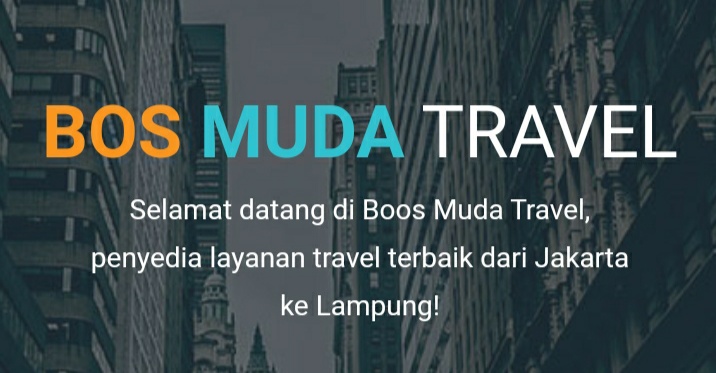 BOS MUDA TRAVEL
Selamat datang di Boos Muda Travel,
penyedia layanan travel terbaik dari Jakarta
ke Lampung!